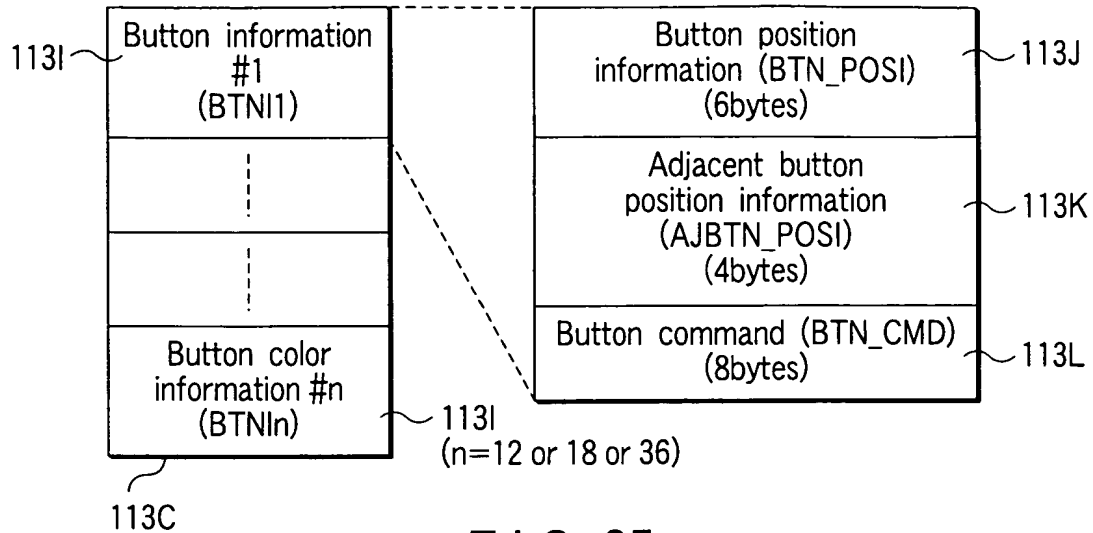 113I
Button information
#1
(BTNI1)
Button color
information #n
(BTNIn)
113I
(n=12 or 18 or 36)
113C
Button position
information (BTN_POSI)
(6bytes)
113J
Adjacent button
position information
(AJBTN_POSI)
(4bytes)
113K
Button command (BTN_CMD)
(8bytes)
113L